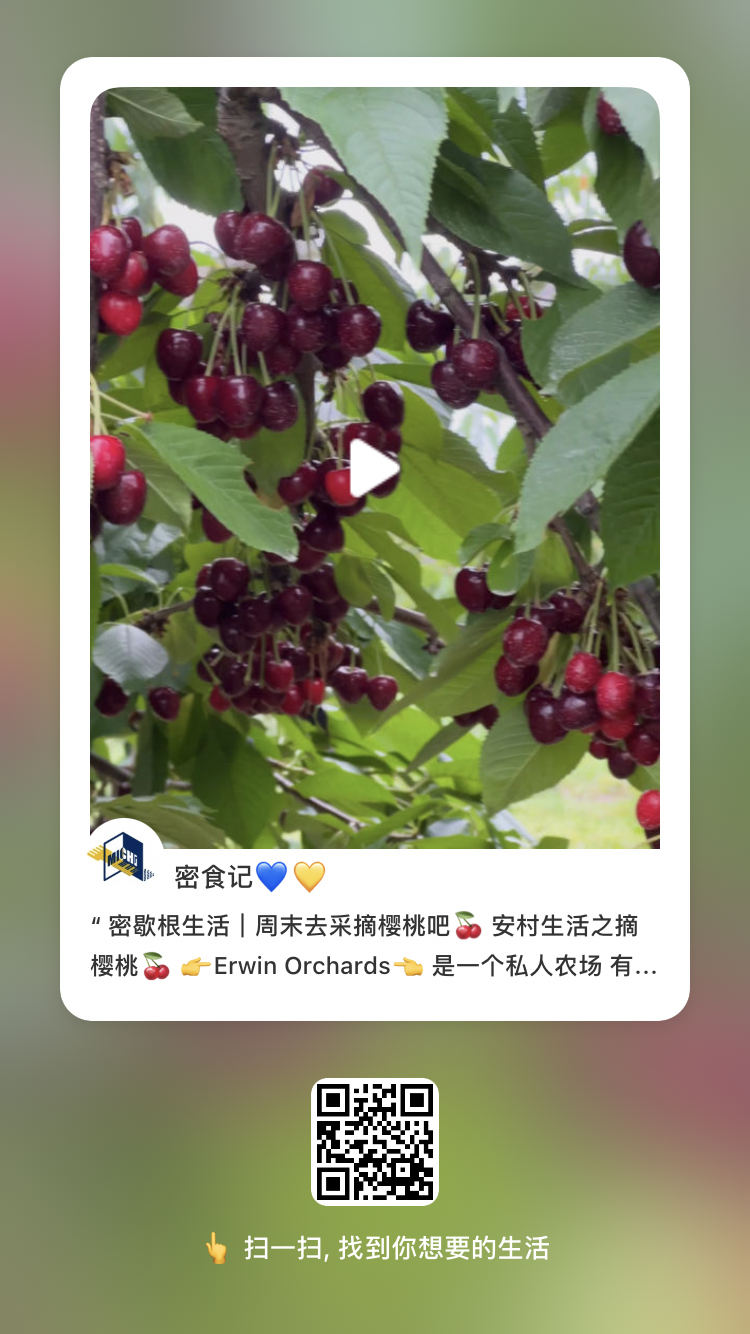 MICHI
密食记💙💛
“ 密歇根生活｜周末去采摘樱桃吧🍒 安村生活之摘
樱桃🍒 👉Erwin Orchards👈 是一个私人农场 有...
👆 扫一扫, 找到你想要的生活